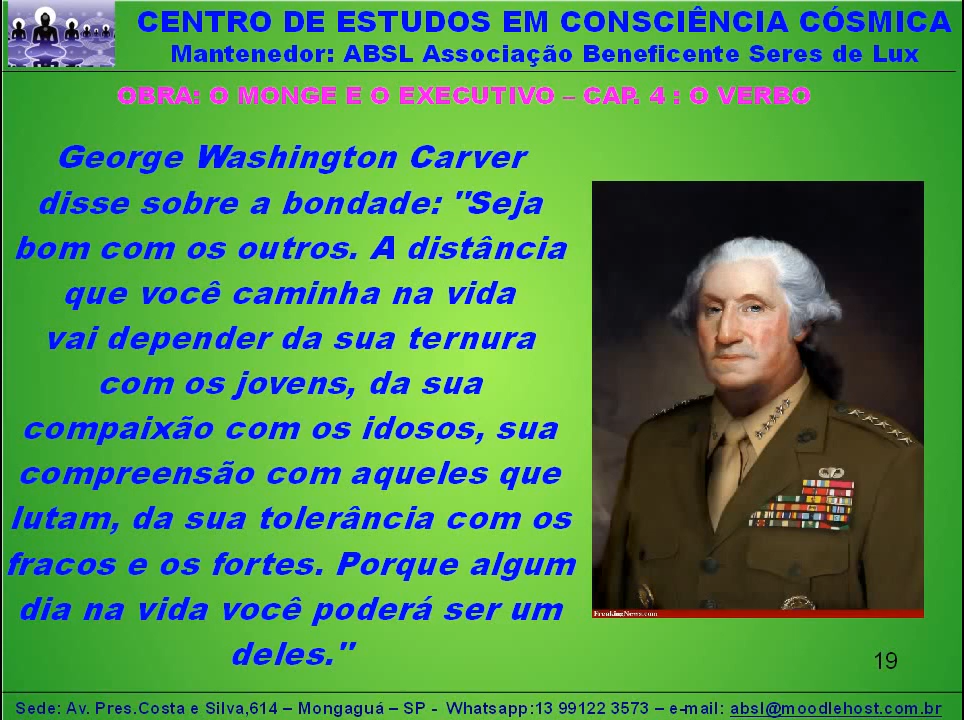 CENTRO DE ESTUDOS EM CONSCIÊNCIA CÓSMICA
Mantenedor: ABSL Associação Beneficente Seres de Lux
OBRA: O MONGE E O EXECUTIVO – CAP. 4 : O VERBO
George Washington Carver
disse sobre a bondade: "Seja
bom com os outros. A distância
que você caminha na vida
vai depender da sua ternura
com os jovens, da sua
compaixão com os idosos, sua
compreensão com aqueles que
lutam, da sua tolerância com os
fracos e os fortes. Porque algum
dia na vida você poderá ser um
deles."
FreakingNews.com
19
Sede: Av. Pres.Costa e Silva,614 – Mongaguá – SP - Whatsapp:13 99122 3573 – e-mail: absl@moodlehost.com.br